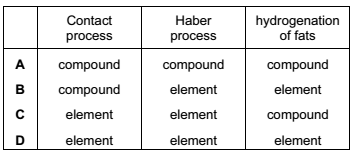 Contact process Haber process hydrogenation of fats
A compound compound compound
B compound element element
C element element compound
D element element element